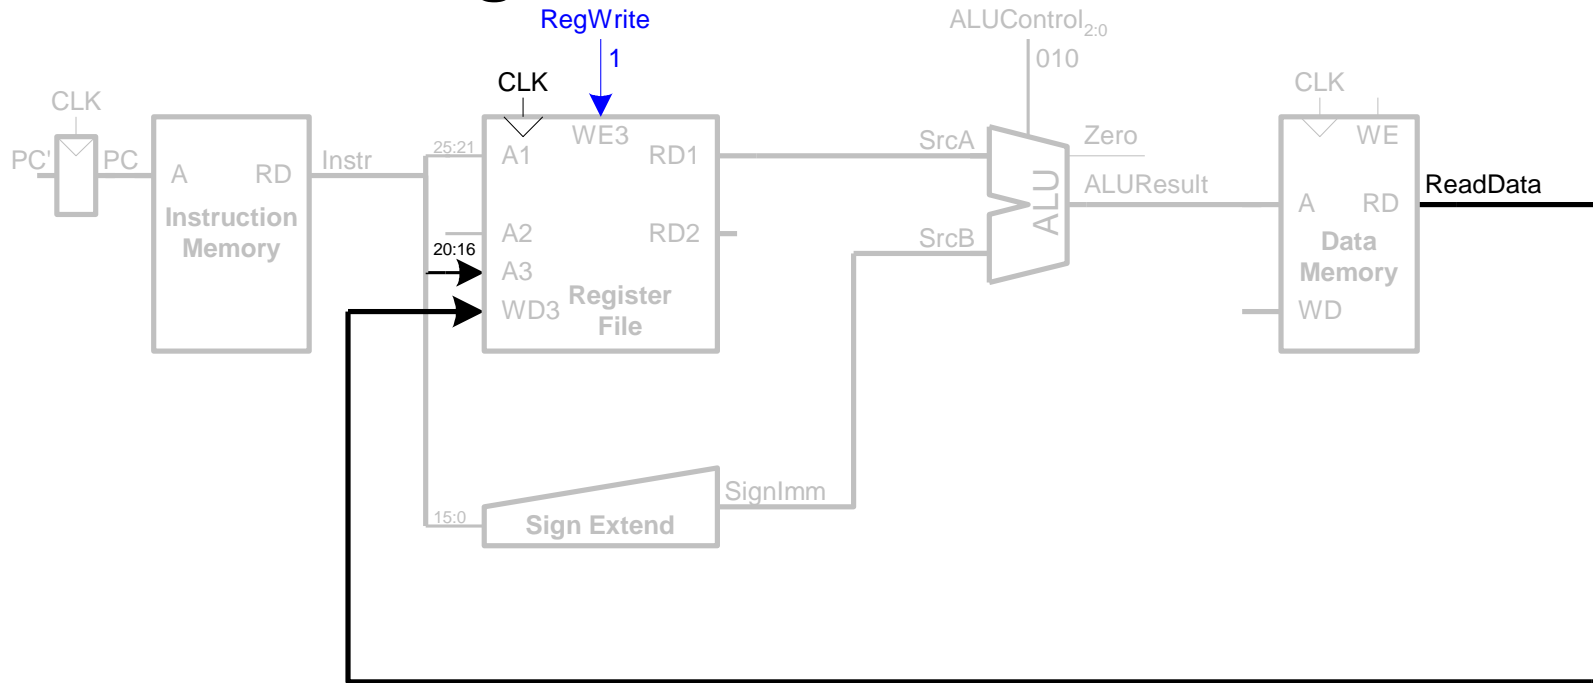 RegWrite
1
ALUControl2:0
010
CLK
CLK
CLK
PC'
PC
A
RD
Instruction
Memory
Instr
25:21
A1
WE3
RD1
A2
RD2
20:16
A3
WD3
Register
File
15:0
Sign Extend
SignImm
SrcA
SrcB
ALU
Zero
ALUResult
WE
A
RD
Data
Memory
WD
ReadData